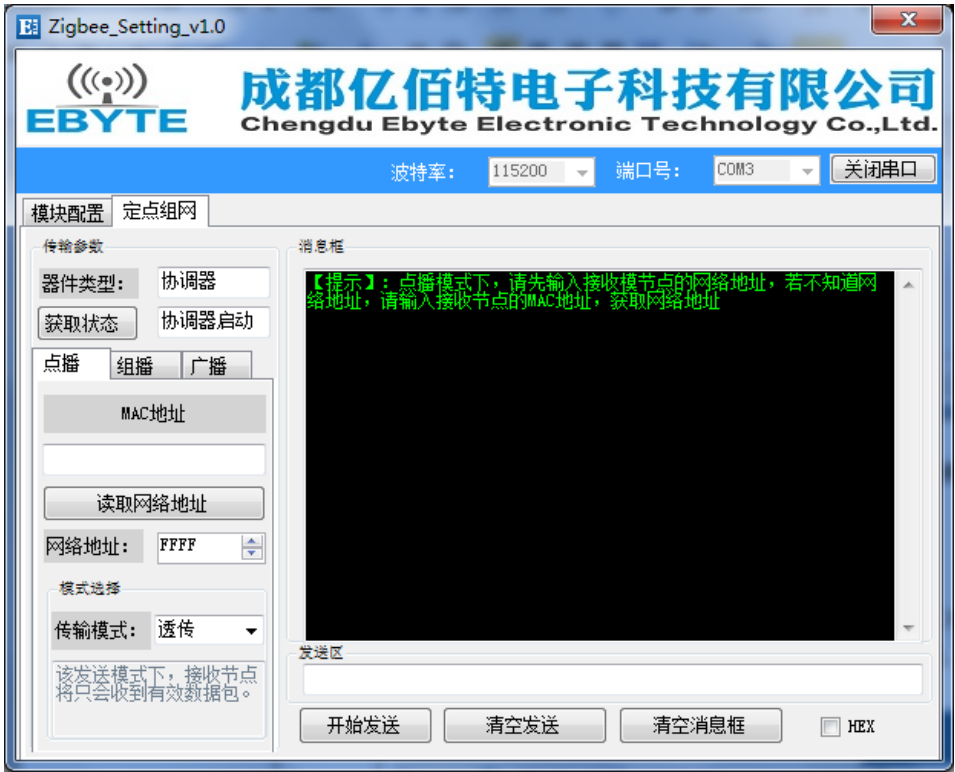 Zigbee_Setting_v1.0
EBYTE
成都亿佰特电子科技有限公司
Chengdu Ebyte Electronic Technology Co.,Ltd.
波特率： 115200 端口号： COM3 关闭串口
模块配置 定点组网
传输参数
器件类型： 协调器
获取状态 协调器启动
点播 组播 广播
MAC地址
读取网络地址
网络地址： FFFF
模式选择
传输模式： 透传
该发送模式下，接收节点
将只会收到有效数据包。
消息框
【提示】：点播模式下，请先输入接收模节点的网络地址，若不知道网
络地址，请输入接收节点的MAC地址，获取网络地址
发送区
开始发送 清空发送 清空消息框 HEX